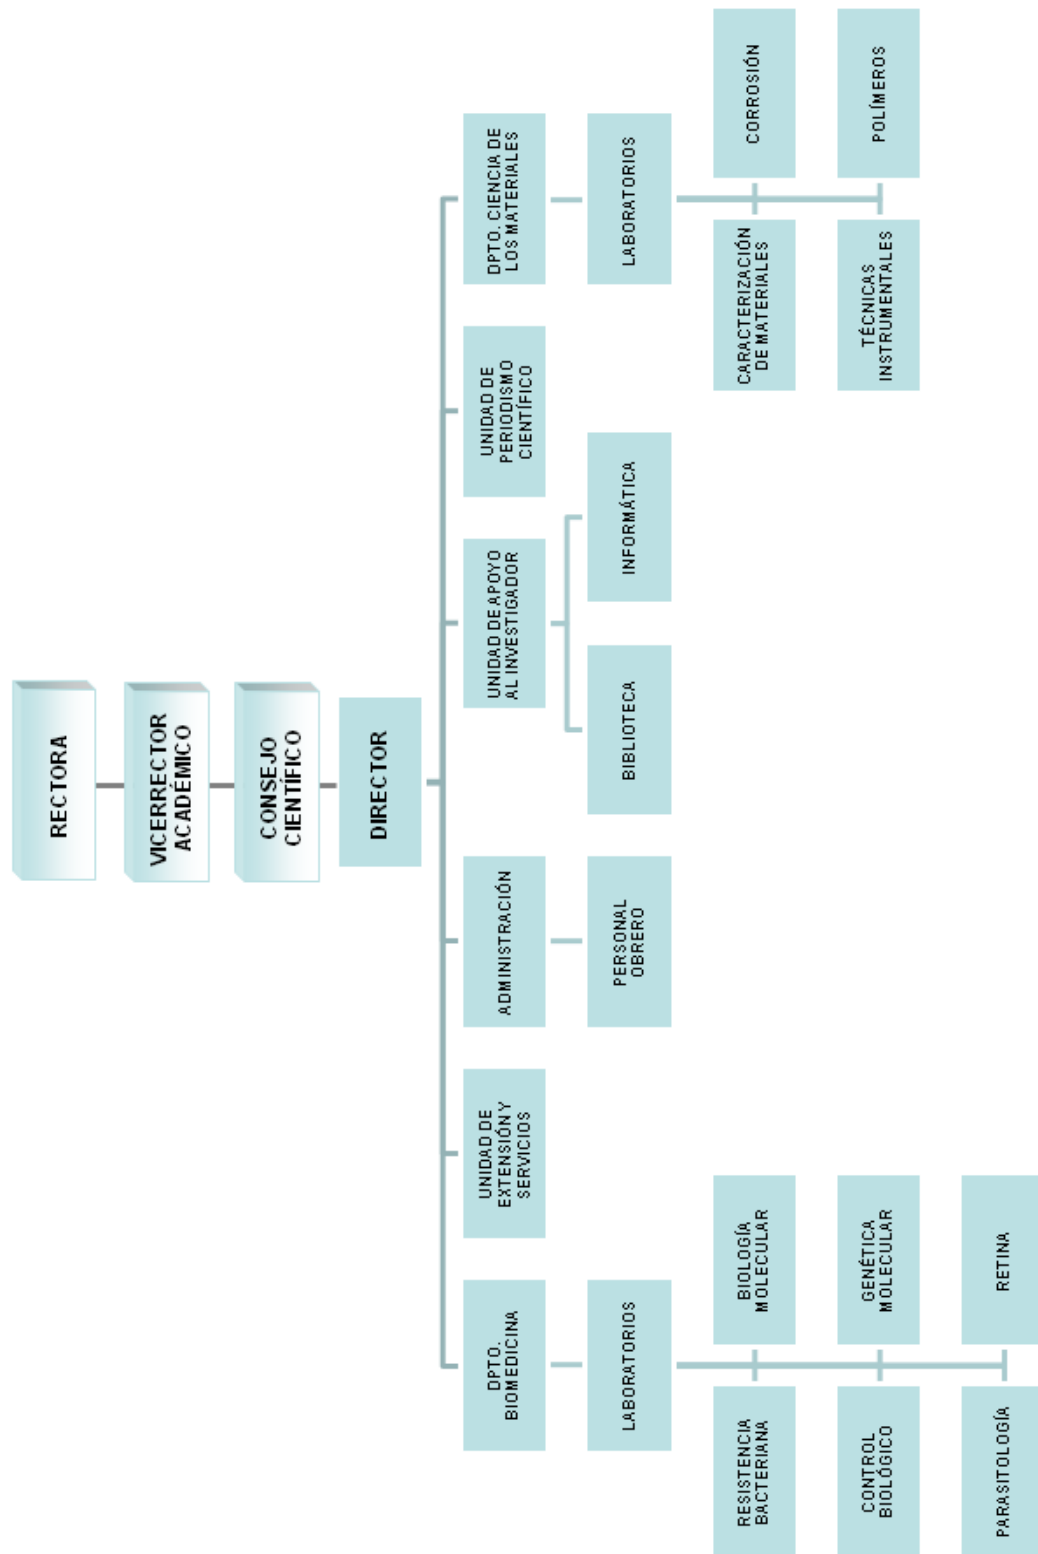 RECTORA
VICERRECTOR
ACADÉMICO
CONSEJO
CIENTÍFICO
DIRECTOR
DPTO.
BIOMEDICINA
UNIDAD DE
EXTENSIÓN Y
SERVICIOS
ADMINISTRACIÓN
UNIDAD DE APOYO
AL INVESTIGADOR
UNIDAD DE
PERIODISMO
CIENTÍFICO
DPTO. CIENCIA DE
LOS MATERIALES
LABORATORIOS
PERSONAL
OBRERO
BIBLIOTECA
INFORMÁTICA
LABORATORIOS
RESISTENCIA
BACTERIANA
BIOLOGÍA
MOLECULAR
CARACTERIZACIÓN
DE MATERIALES
CORROSIÓN
CONTROL
BIOLÓGICO
GENÉTICA
MOLECULAR
TÉCNICAS
INSTRUMENTALES
POLÍMEROS
PARASITOLOGÍA
RETINA